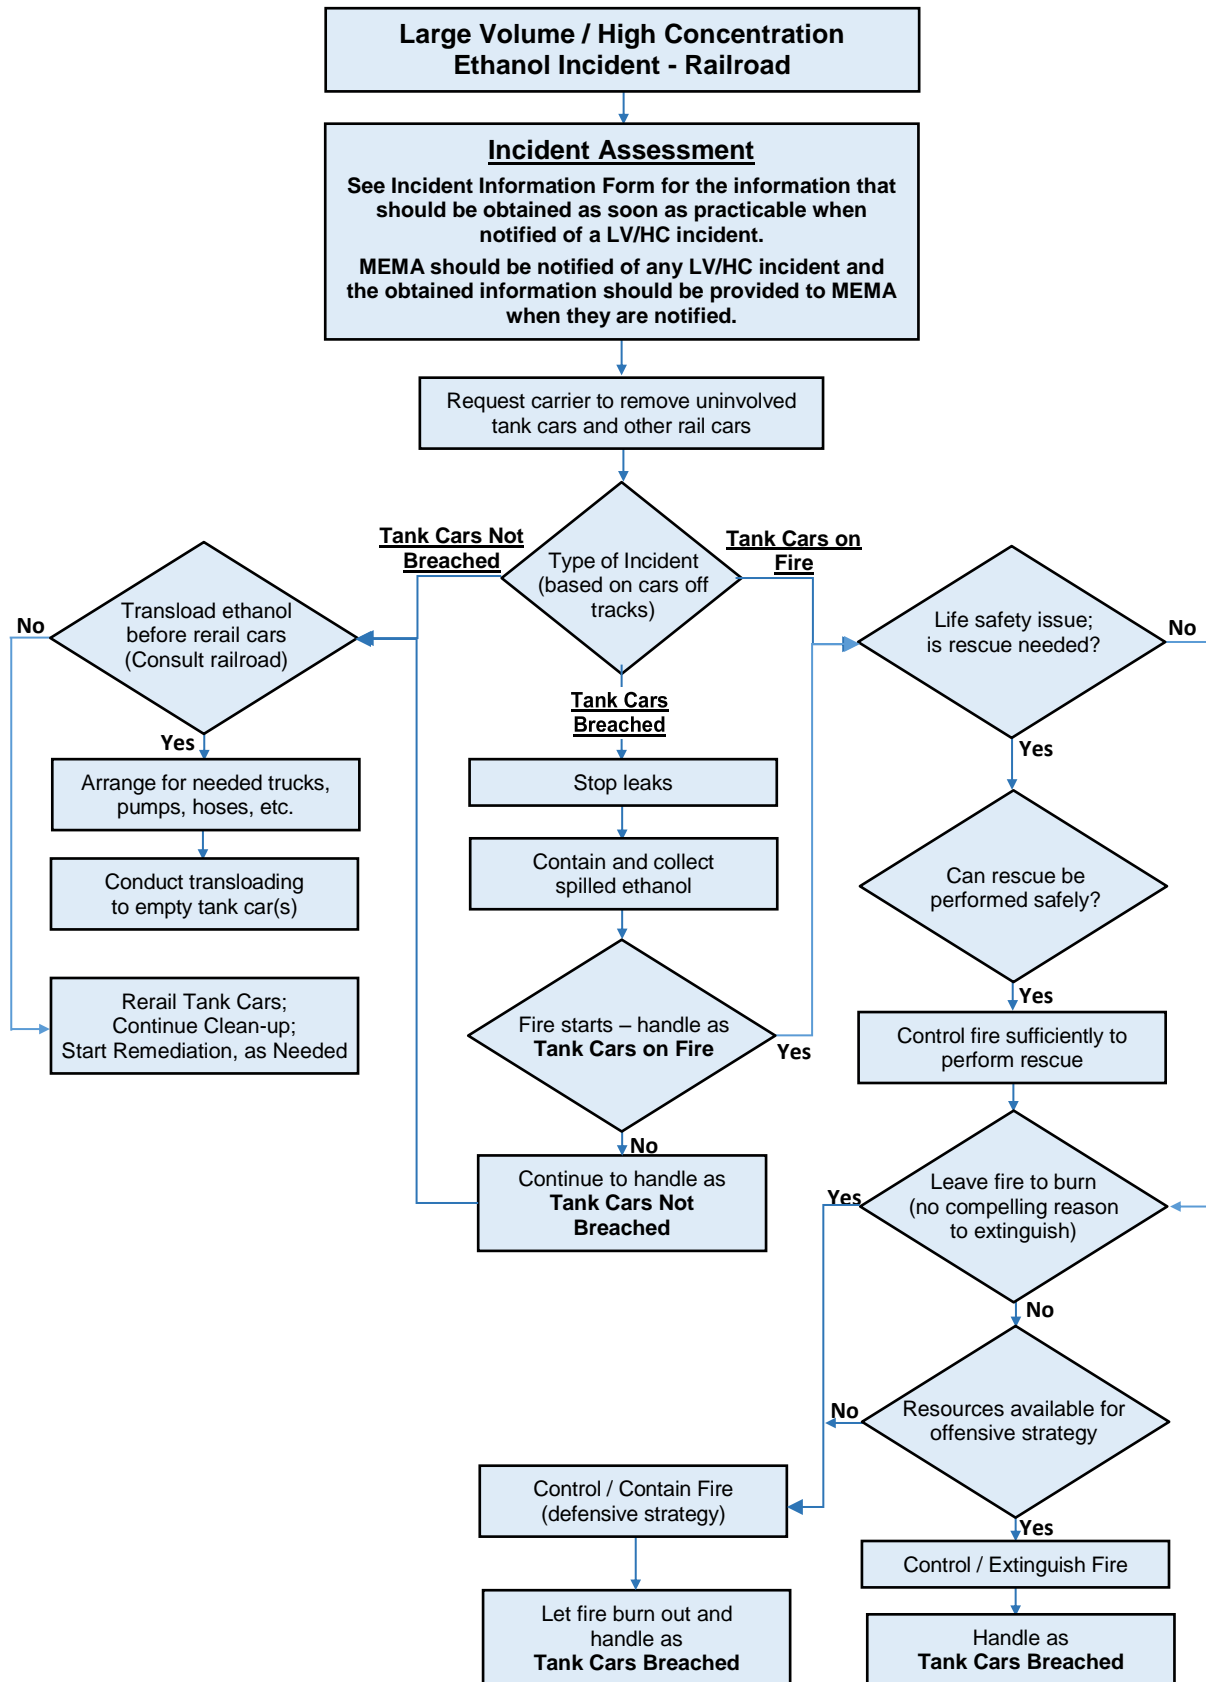 Large Volume / High Concentration
Ethanol Incident - Railroad
Incident Assessment
See Incident Information Form for the information that
should be obtained as soon as practicable when
notified of a LV/HC incident.
MEMA should be notified of any LV/HC incident and
the obtained information should be provided to MEMA
when they are notified.
Request carrier to remove uninvolved
tank cars and other rail cars
Type of Incident
(based on cars off
tracks)
Tank Cars Not
Breached
Tank Cars on
Fire
Tank Cars
Breached
Transload ethanol
before rerail cars
(Consult railroad)
No
Yes
Arrange for needed trucks,
pumps, hoses, etc.
Conduct transloading
to empty tank car(s)
Rerail Tank Cars;
Continue Clean-up;
Start Remediation, as Needed
Stop leaks
Contain and collect
spilled ethanol
Fire starts – handle as
Tank Cars on Fire
Yes
No
Continue to handle as
Tank Cars Not
Breached
Life safety issue;
is rescue needed?
No
Yes
Can rescue be
performed safely?
Yes
Control fire sufficiently to
perform rescue
Leave fire to burn
(no compelling reason
to extinguish)
Yes
No
Resources available for
offensive strategy
No
Yes
Control / Contain Fire
(defensive strategy)
Let fire burn out and
handle as
Tank Cars Breached
Control / Extinguish Fire
Handle as
Tank Cars Breached